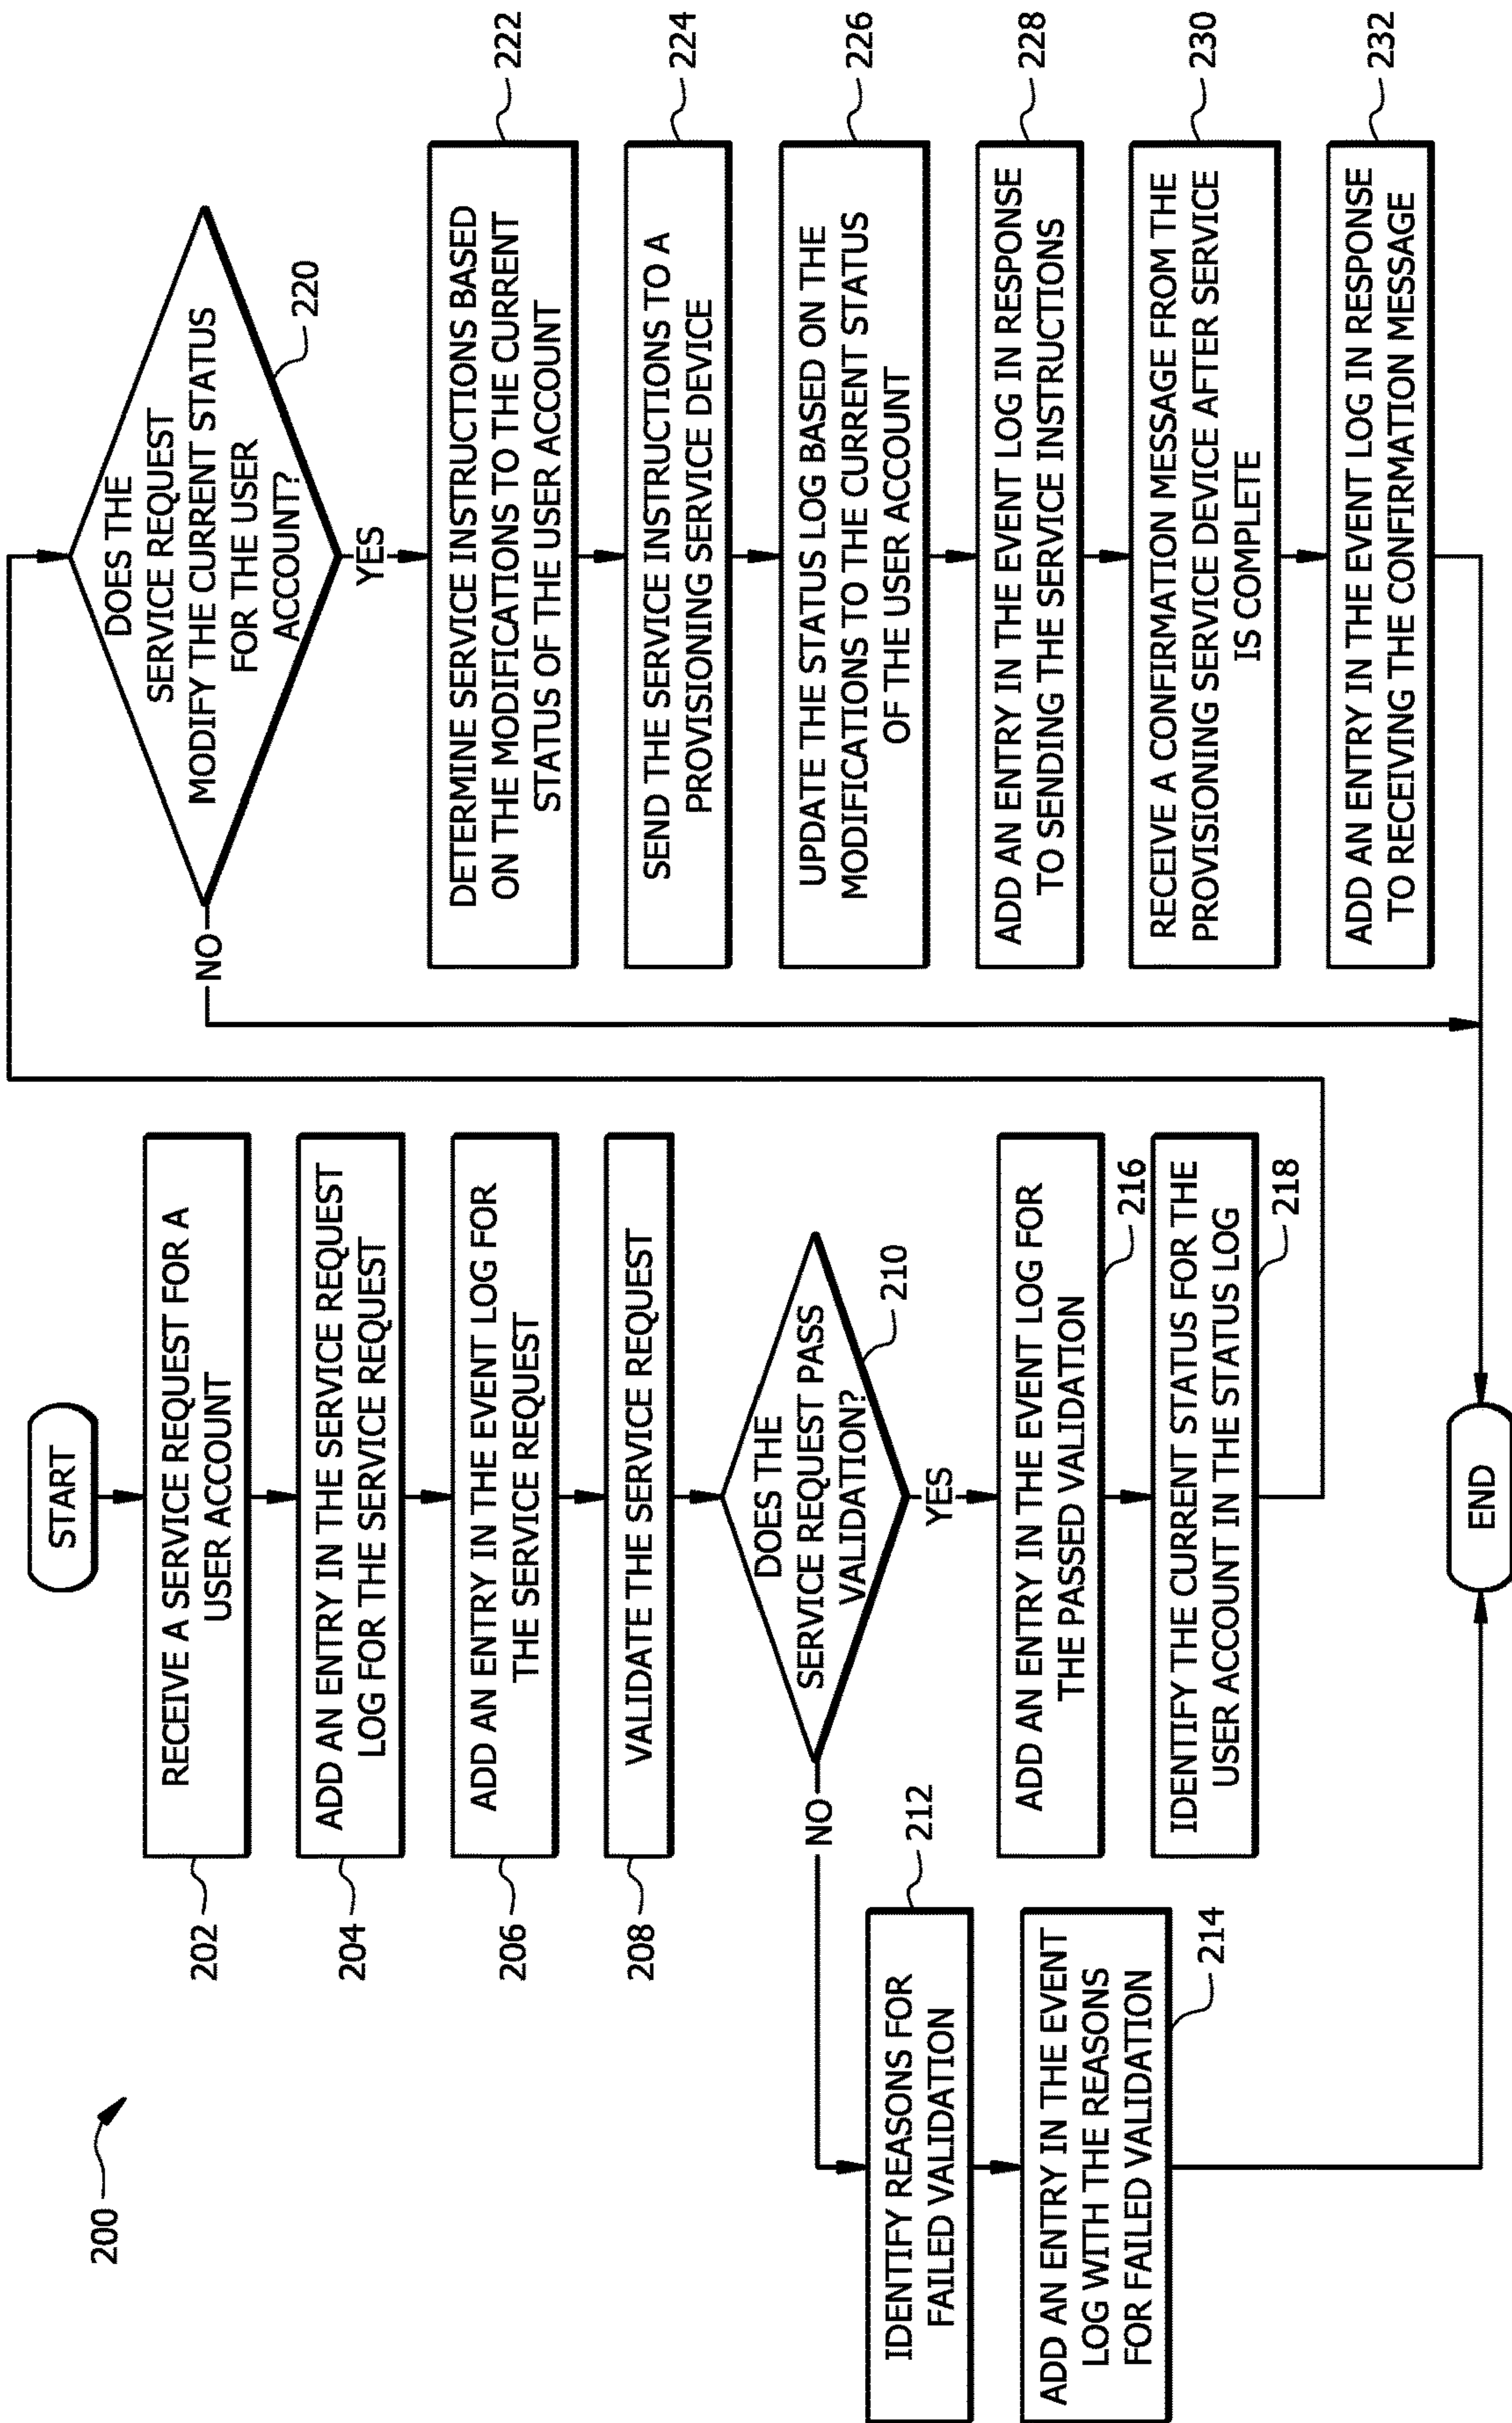 200
START
202
RECEIVE A SERVICE REQUEST FOR A
USER ACCOUNT
204
ADD AN ENTRY IN THE SERVICE REQUEST
LOG FOR THE SERVICE REQUEST
206
ADD AN ENTRY IN THE EVENT LOG FOR
THE SERVICE REQUEST
208
VALIDATE THE SERVICE REQUEST
DOES THE
SERVICE REQUEST PASS
VALIDATION?
210
NO
YES
212
IDENTIFY REASONS FOR
FAILED VALIDATION
ADD AN ENTRY IN THE EVENT
LOG WITH THE REASONS
FOR FAILED VALIDATION
214
ADD AN ENTRY IN THE EVENT LOG FOR
THE PASSED VALIDATION
216
IDENTIFY THE CURRENT STATUS FOR THE
USER ACCOUNT IN THE STATUS LOG
218
DOES THE
SERVICE REQUEST
MODIFY THE CURRENT STATUS
FOR THE USER
ACCOUNT?
220
NO
YES
DETERMINE SERVICE INSTRUCTIONS BASED
ON THE MODIFICATIONS TO THE CURRENT
STATUS OF THE USER ACCOUNT
222
SEND THE SERVICE INSTRUCTIONS TO A
PROVISIONING SERVICE DEVICE
224
UPDATE THE STATUS LOG BASED ON THE
MODIFICATIONS TO THE CURRENT STATUS
OF THE USER ACCOUNT
226
ADD AN ENTRY IN THE EVENT LOG IN RESPONSE
TO SENDING THE SERVICE INSTRUCTIONS
228
RECEIVE A CONFIRMATION MESSAGE FROM THE
PROVISIONING SERVICE DEVICE AFTER SERVICE
IS COMPLETE
230
ADD AN ENTRY IN THE EVENT LOG IN RESPONSE
TO RECEIVING THE CONFIRMATION MESSAGE
232
END